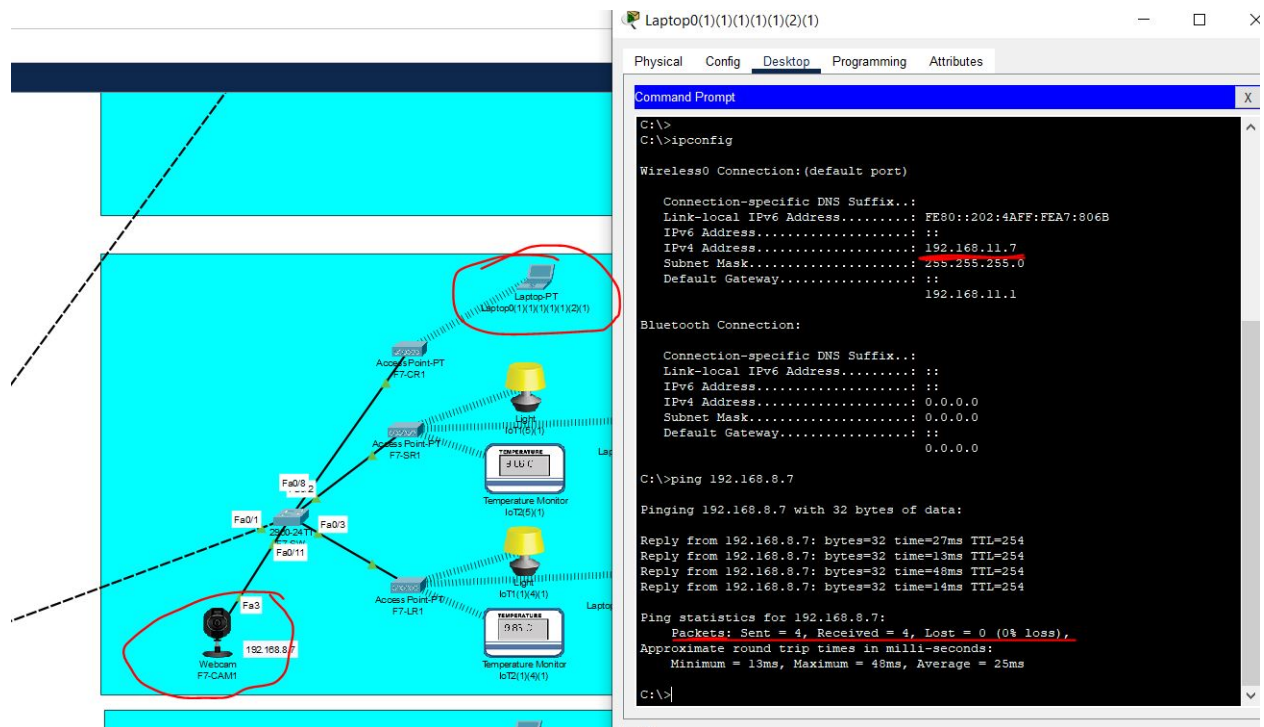 Laptop0(1)(1)(1)(1)(1)(2)(1)
Physical Config Desktop Programming Attributes
Command Prompt
X
C:\>
C:\>ipconfig
Wireless0 Connection:(default port)
Connection-specific DNS Suffix..:
Link-local IPv6 Address.........: FE80::202:4AFF:FEA7:806B
IPv6 Address....................: ::
IPv4 Address....................: 192.168.11.7
Subnet Mask.....................: 255.255.255.0
Default Gateway.................: ::
192.168.11.1
Bluetooth Connection:
Connection-specific DNS Suffix..:
Link-local IPv6 Address.........: ::
IPv6 Address....................: ::
IPv4 Address....................: 0.0.0.0
Subnet Mask.....................: 0.0.0.0
Default Gateway.................: ::
0.0.0.0
C:\>ping 192.168.8.7
Pinging 192.168.8.7 with 32 bytes of data:
Reply from 192.168.8.7: bytes=32 time=27ms TTL=254
Reply from 192.168.8.7: bytes=32 time=13ms TTL=254
Reply from 192.168.8.7: bytes=32 time=48ms TTL=254
Reply from 192.168.8.7: bytes=32 time=14ms TTL=254
Ping statistics for 192.168.8.7:
Packets: Sent = 4, Received = 4, Lost = 0 (0% loss),
Approximate round trip times in milli-seconds:
Minimum = 13ms, Maximum = 48ms, Average = 25ms
C:\>
Laptop-PT
Laptop0(1)(1)(1)(1)(1)(2)(1)
Access Point-PT
F7-CR1
Light
IoT1(5)(1)
Access Point-PT
F7-SR1
TEMPERATURE
Temperature Monitor
IoT2(5)(1)
Fa0/8
Fa0/1
Fa0/3
Fa0/11
Light
IoT1(1)(4)(1)
Access Point-PT
F7-LR1
TEMPERATURE
Temperature Monitor
IoT2(1)(4)(1)
Fa3
192.168.8.7
Webcam
F7-CAM1